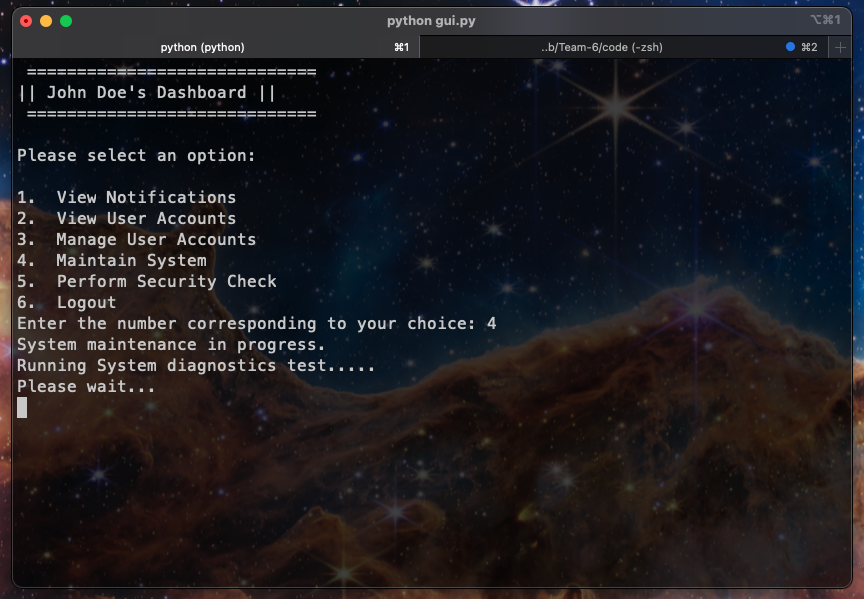 python gui.py
⌥⌘1
python (python)
⌘1
..b/Team-6/code (-zsh)
⌘2
=============================
|| John Doe's Dashboard ||
=============================
Please select an option:
1. View Notifications
2. View User Accounts
3. Manage User Accounts
4. Maintain System
5. Perform Security Check
6. Logout
Enter the number corresponding to your choice: 4
System maintenance in progress.
Running System diagnostics test.....
Please wait...